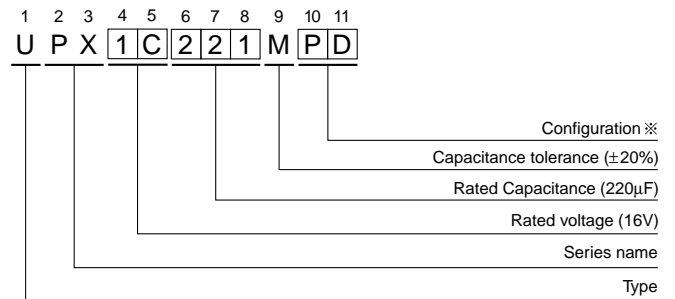 1 2 3 4 5 6 7 8 9 10 11
U P X 1 C 2 2 1 M P D
Configuration ※
Capacitance tolerance (±20%)
Rated Capacitance (220µF)
Rated voltage (16V)
Series name
Type